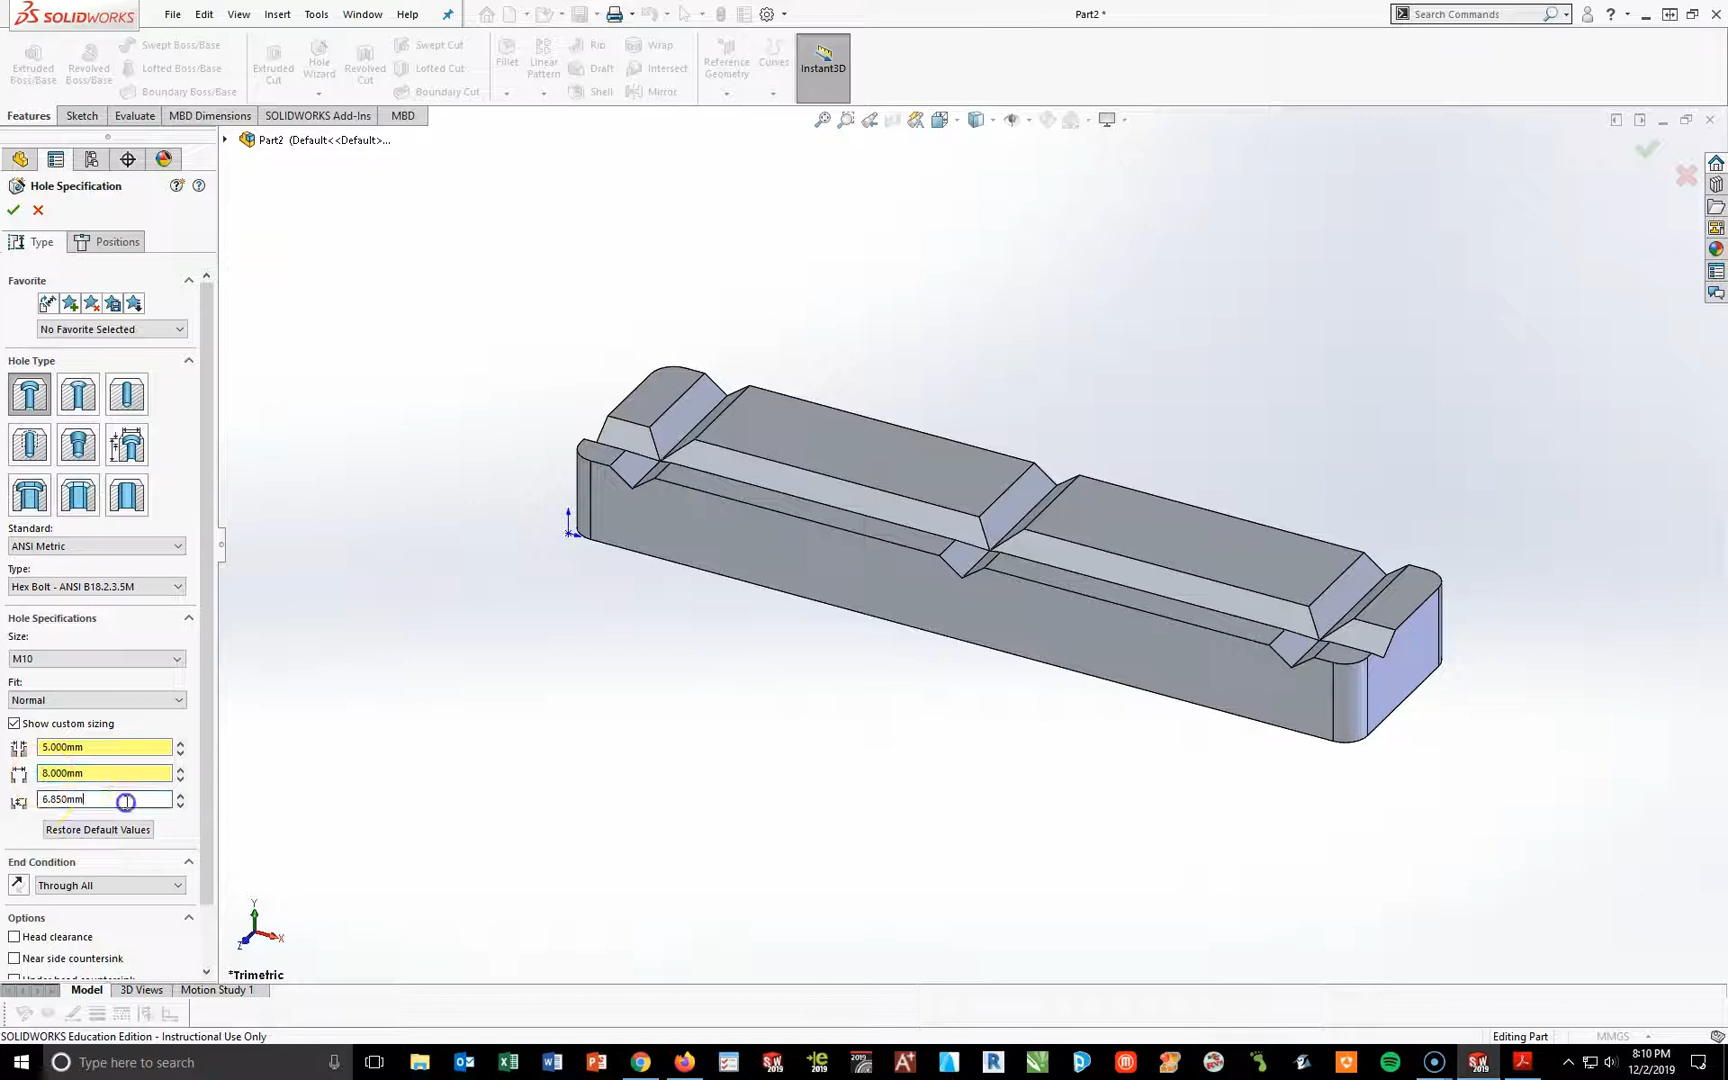 SOLIDWORKS File Edit View Insert Tools Window Help Part2 * Search Commands
Extruded Boss/Base
Revolved Boss/Base
Swept Boss/Base
Lofted Boss/Base
Boundary Boss/Base
Extruded Cut
Hole Wizard
Revolved Cut
Swept Cut
Lofted Cut
Boundary Cut
Fillet
Linear Pattern
Rib
Draft
Shell
Wrap
Intersect
Mirror
Reference Geometry
Curves
Instant3D
Features Sketch Evaluate MBD Dimensions SOLIDWORKS Add-Ins MBD
Part2 (Default<<Default>...
Hole Specification
Type Positions
Favorite
No Favorite Selected
Hole Type
Standard:
ANSI Metric
Type:
Hex Bolt - ANSI B18.2.3.5M
Hole Specifications
Size:
M10
Fit:
Normal
Show custom sizing
5.000mm
8.000mm
6.850mm
Restore Default Values
End Condition
Through All
Options
Head clearance
Near side countersink
Under head countersink
Y
X
Z
*Trimetric
Model 3D Views Motion Study 1
SOLIDWORKS Education Edition - Instructional Use Only Editing Part MMGS
Type here to search 8:10 PM
12/2/2019